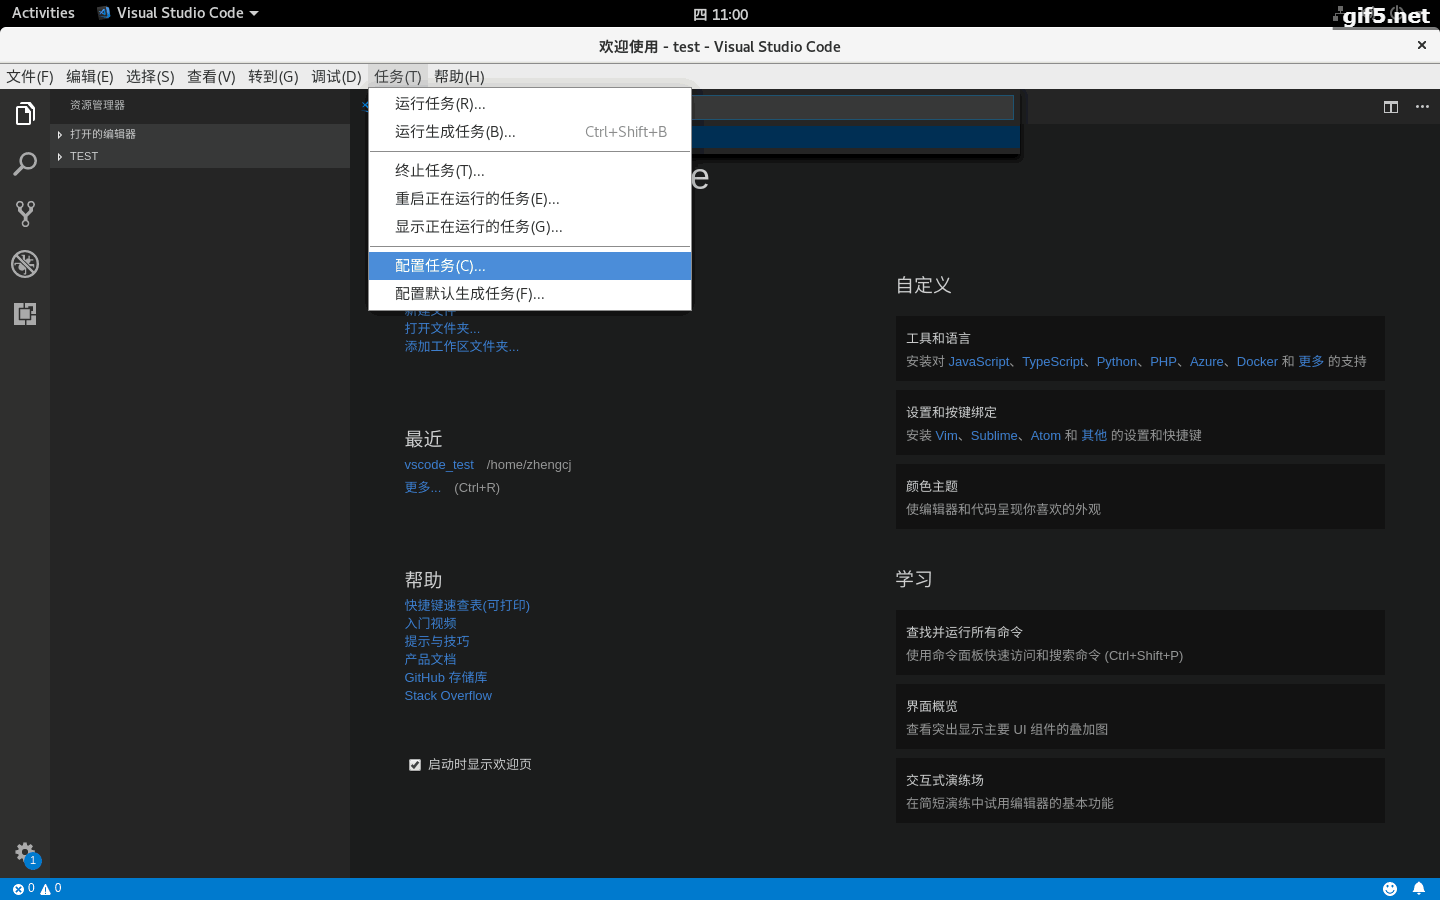 Activities Visual Studio Code 四 11:00
gif5.net
欢迎使用 - test - Visual Studio Code
文件(F) 编辑(E) 选择(S) 查看(V) 转到(G) 调试(D) 任务(T) 帮助(H)
资源管理器
打开的编辑器
TEST
运行任务(R)...
运行生成任务(B)... Ctrl+Shift+B
终止任务(T)...
重启正在运行的任务(E)...
显示正在运行的任务(G)...
配置任务(C)...
配置默认生成任务(F)...
e
新建文件
打开文件夹...
添加工作区文件夹...
最近
vscode_test /home/zhengcj
更多... (Ctrl+R)
帮助
快捷键速查表(可打印)
入门视频
提示与技巧
产品文档
GitHub 存储库
Stack Overflow
启动时显示欢迎页
自定义
工具和语言
安装对 JavaScript、TypeScript、Python、PHP、Azure、Docker 和 更多 的支持
设置和按键绑定
安装 Vim、Sublime、Atom 和 其他 的设置和快捷键
颜色主题
使编辑器和代码呈现你喜欢的外观
学习
查找并运行所有命令
使用命令面板快速访问和搜索命令 (Ctrl+Shift+P)
界面概览
查看突出显示主要 UI 组件的叠加图
交互式演练场
在简短演练中试用编辑器的基本功能
1
0 0